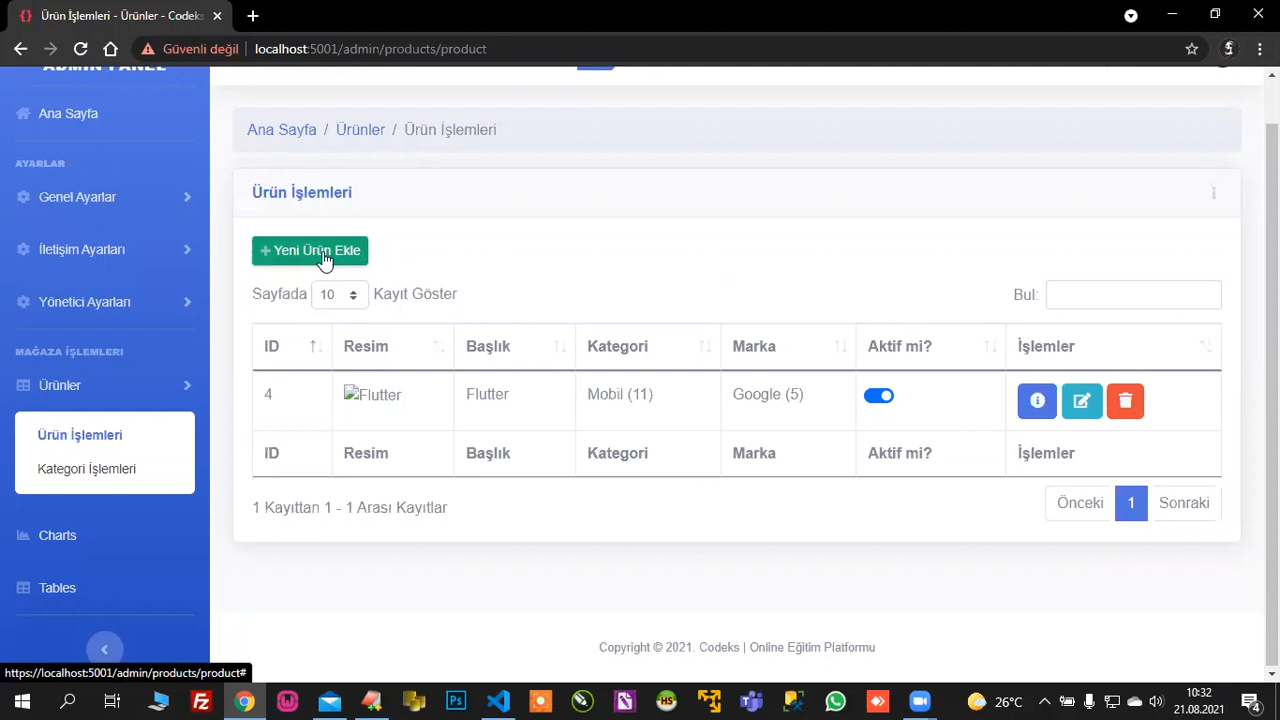 Ürün İşlemleri - Ürünler - Codeks
Güvenli değil
localhost:5001/admin/products/product
Ana Sayfa
AYARLAR
Genel Ayarlar
İletişim Ayarları
Yönetici Ayarları
MAĞAZA İŞLEMLERİ
Ürünler
Ürün İşlemleri
Kategori İşlemleri
Charts
Tables
Ana Sayfa / Ürünler / Ürün İşlemleri
Ürün İşlemleri
+ Yeni Ürün Ekle
Sayfada 10 Kayıt Göster
Bul:
ID Resim Başlık Kategori Marka Aktif mi? İşlemler
4 Flutter Flutter Mobil (11) Google (5)
ID Resim Başlık Kategori Marka Aktif mi? İşlemler
1 Kayıttan 1 - 1 Arası Kayıtlar
Önceki 1 Sonraki
Copyright © 2021. Codeks | Online Eğitim Platformu
https://localhost:5001/admin/products/product#
Ps
HS
26°C
10:32
21.08.2021
4